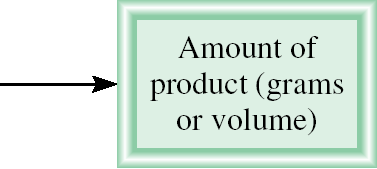 Amount of
product (grams
or volume)